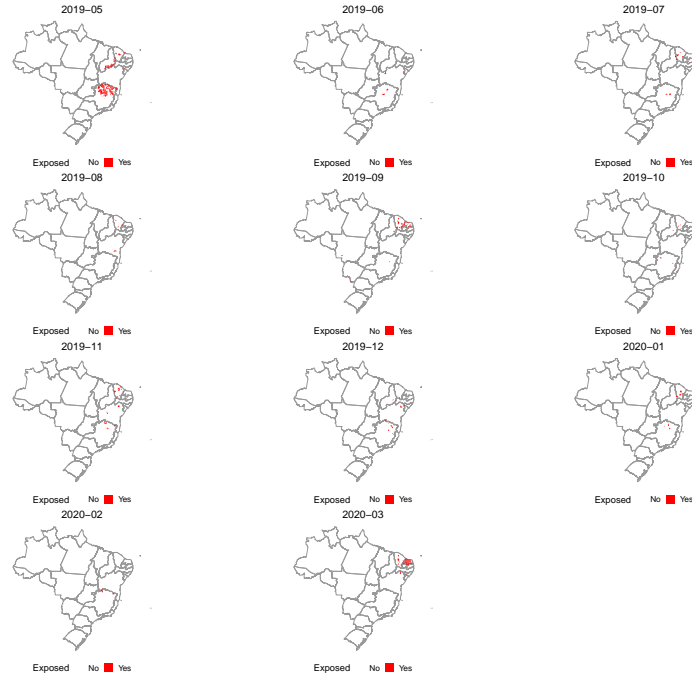 2019−05 2019−06 2019−07
Exposed No Yes Exposed No Yes Exposed No Yes
2019−08 2019−09 2019−10
Exposed No Yes Exposed No Yes Exposed No Yes
2019−11 2019−12 2020−01
Exposed No Yes Exposed No Yes Exposed No Yes
2020−02 2020−03
Exposed No Yes Exposed No Yes